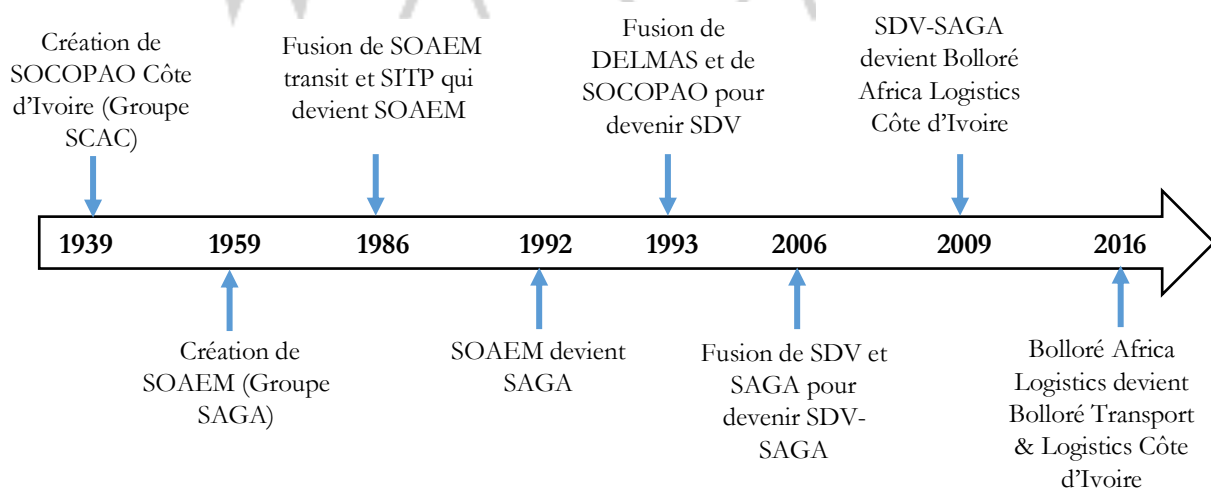 Création de
SOCOPAO Côte
d'Ivoire (Groupe
SCAC)
Fusion de SOAEM
transit et SITP qui
devient SOAEM
Fusion de
DELMAS et de
SOCOPAO pour
devenir SDV
SDV-SAGA
devient Bolloré
Africa Logistics
Côte d'Ivoire
1939 1959 1986 1992 1993 2006 2009 2016
Création de
SOAEM (Groupe
SAGA)
SOAEM devient
SAGA
Fusion de SDV et
SAGA pour
devenir SDV-
SAGA
Bolloré Africa
Logistics devient
Bolloré Transport
& Logistics Côte
d'Ivoire